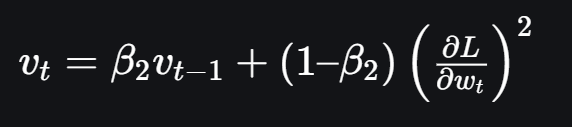 v_t = β_2 v_{t−1} + (1−β_2) (∂L/∂w_t)^2